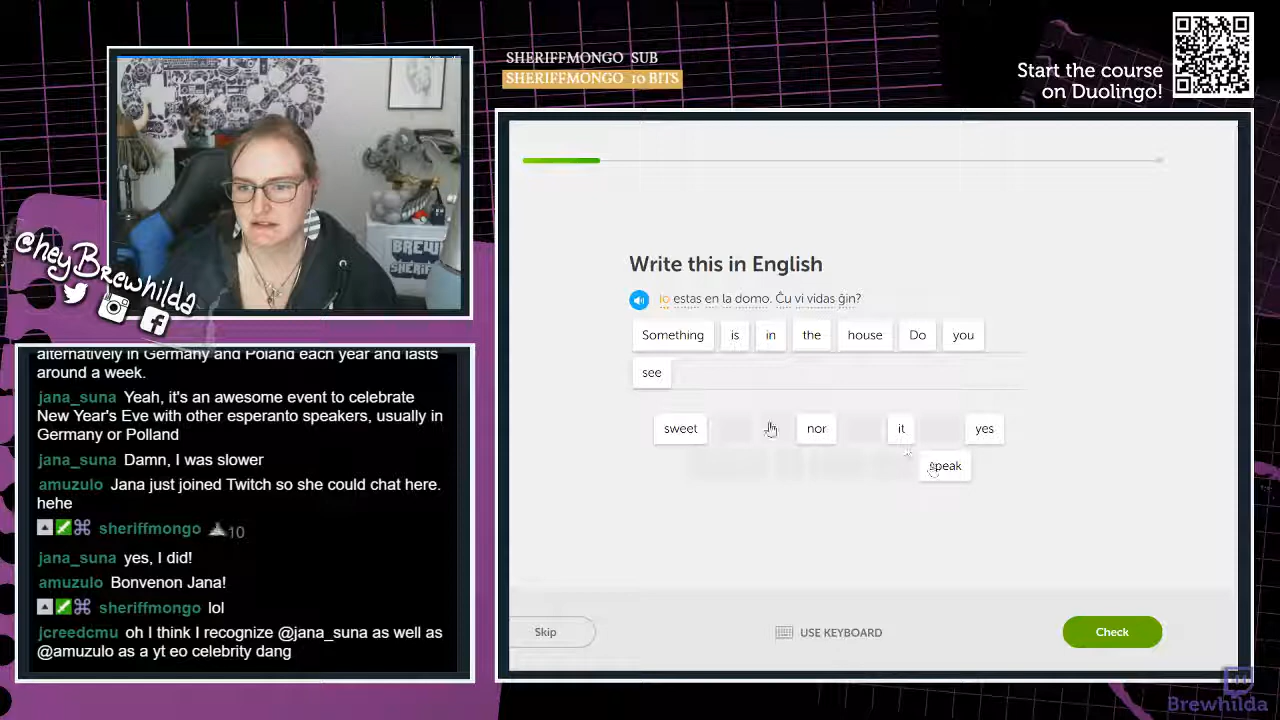 SHERIFFMONGO SUB
SHERIFFMONGO 10 BITS
Start the course
on Duolingo!
@heyBrewhilda
BREW
SHERIF
alternatively in Germany and Poland each year and lasts
around a week.
jana_suna Yeah, it's an awesome event to celebrate
New Year's Eve with other esperanto speakers, usually in
Germany or Polland
jana_suna Damn, I was slower
amuzulo Jana just joined Twitch so she could chat here.
hehe
sheriffmongo 10
jana_suna yes, I did!
amuzulo Bonvenon Jana!
sheriffmongo lol
jcreedcmu oh I think I recognize @jana_suna as well as
@amuzulo as a yt eo celebrity dang
Write this in English
Io estas en la domo. Ĉu vi vidas ĝin?
Something is in the house Do you
see
sweet nor it yes
speak
Skip
USE KEYBOARD
Check
Brewhilda